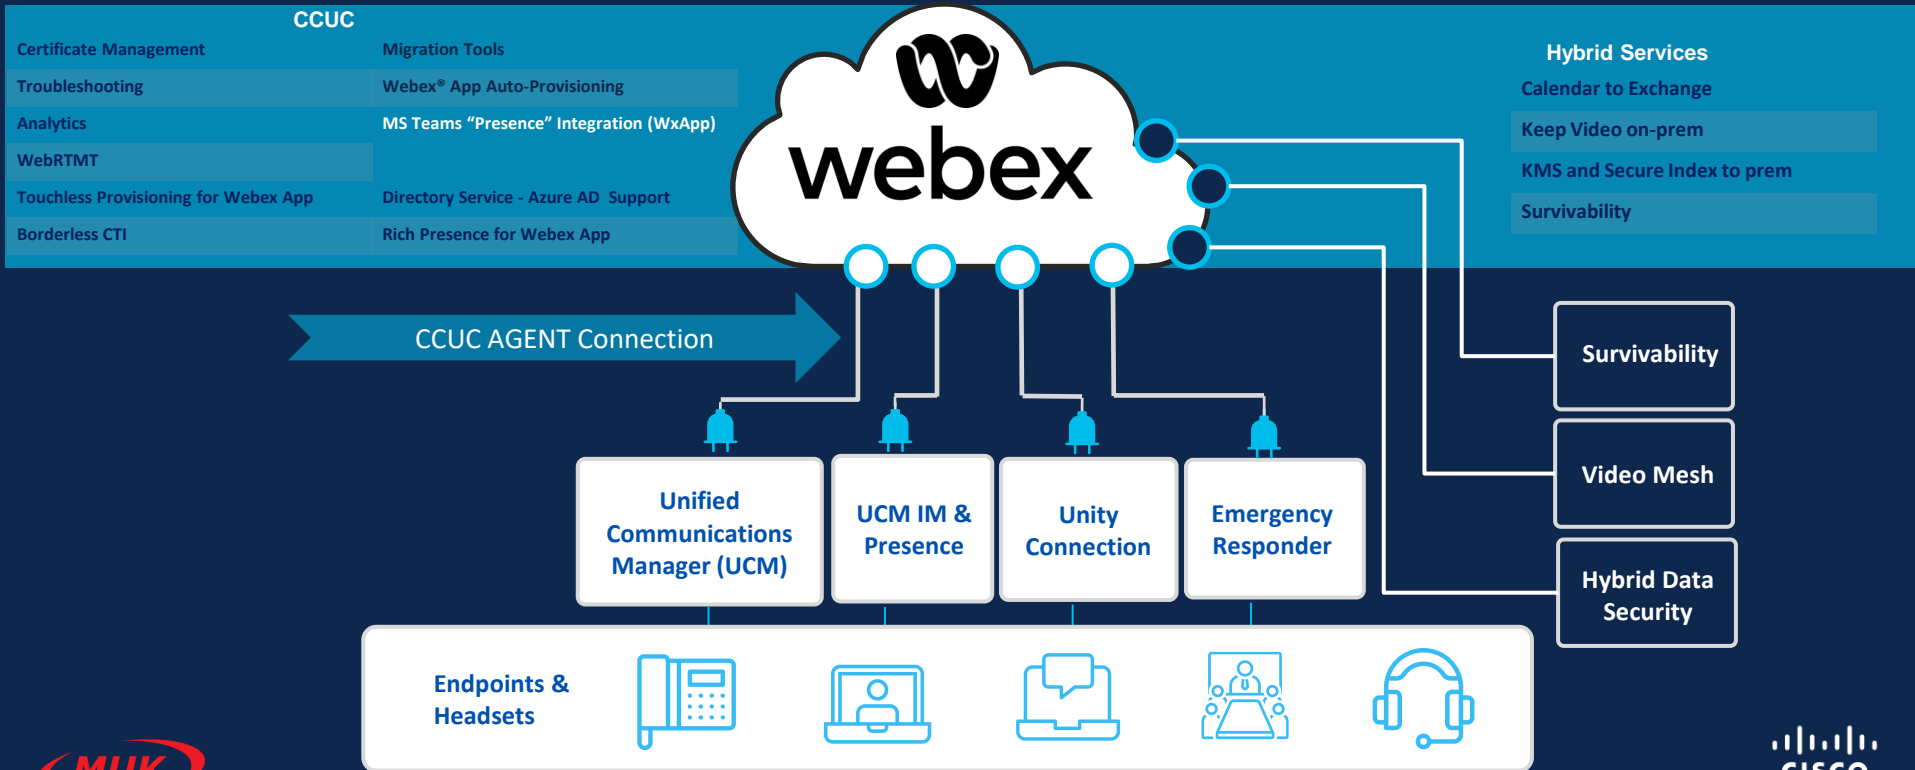 CCUC
Certificate Management
Migration Tools
Troubleshooting
Webex® App Auto-Provisioning
Analytics
MS Teams “Presence” Integration (WxApp)
WebRTMT
Touchless Provisioning for Webex App
Directory Service - Azure AD Support
Borderless CTI
Rich Presence for Webex App
webex
Hybrid Services
Calendar to Exchange
Keep Video on-prem
KMS and Secure Index to prem
Survivability
CCUC AGENT Connection
Survivability
Video Mesh
Hybrid Data
Security
Unified
Communications
Manager (UCM)
UCM IM &
Presence
Unity
Connection
Emergency
Responder
Endpoints &
Headsets
MUK
CISCO